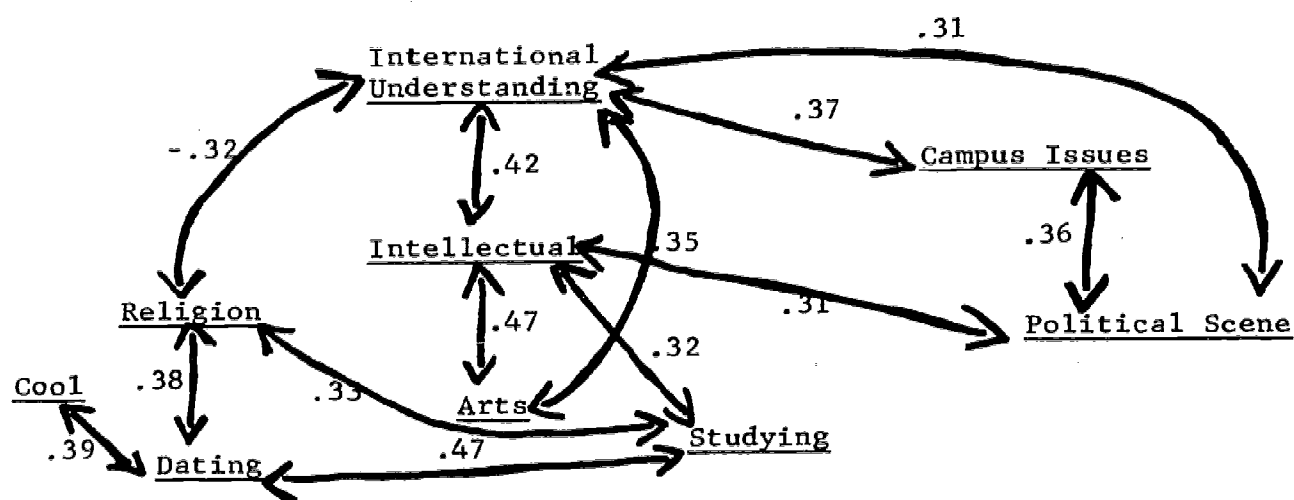 .31
International
Understanding
.37
-.32
Campus Issues
.42
.36
Intellectual
.35
.31
Religion
Political Scene
.47
.32
Cool
.38
.33
Arts
Studying
.39
.47
Dating